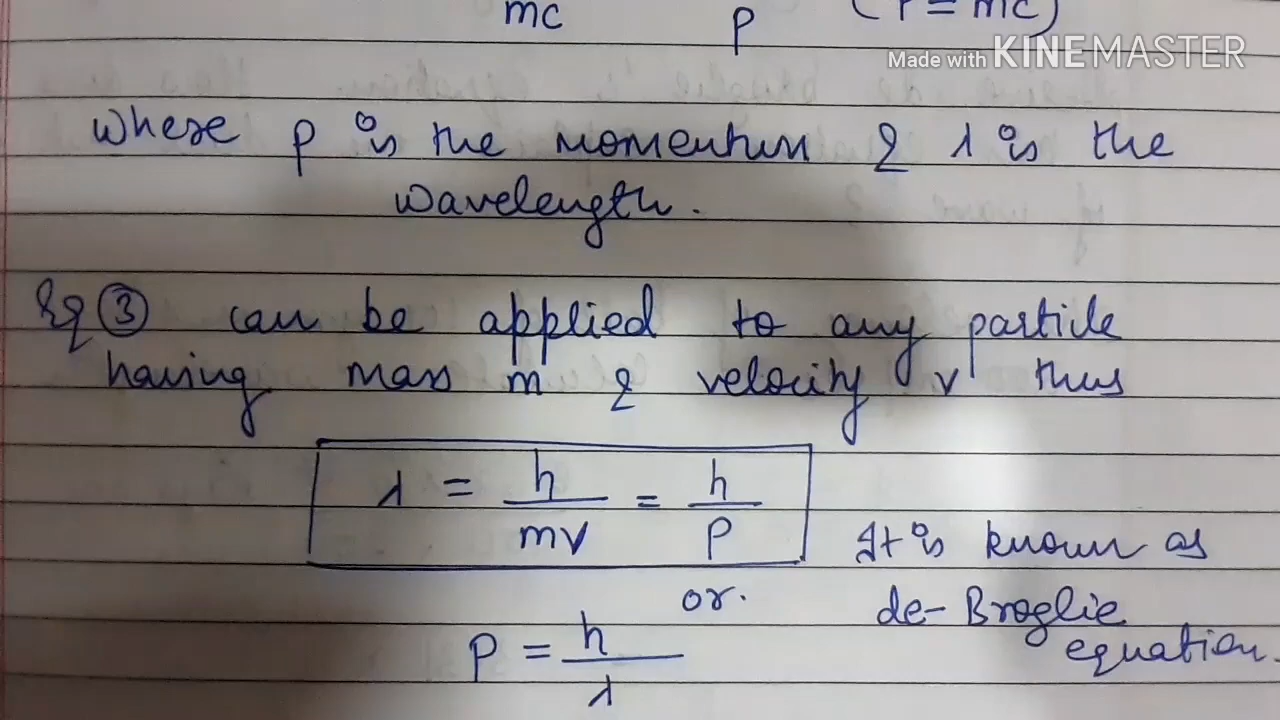 mc p (P = mc)
Made with KINEMASTER
where p is the momentum & λ is the
wavelength.
Eq ③ can be applied to any particle
having mass m & velocity v thus
λ = h/mv = h/p
It is known as
or.
de-Broglie
equation.
P = h/λ